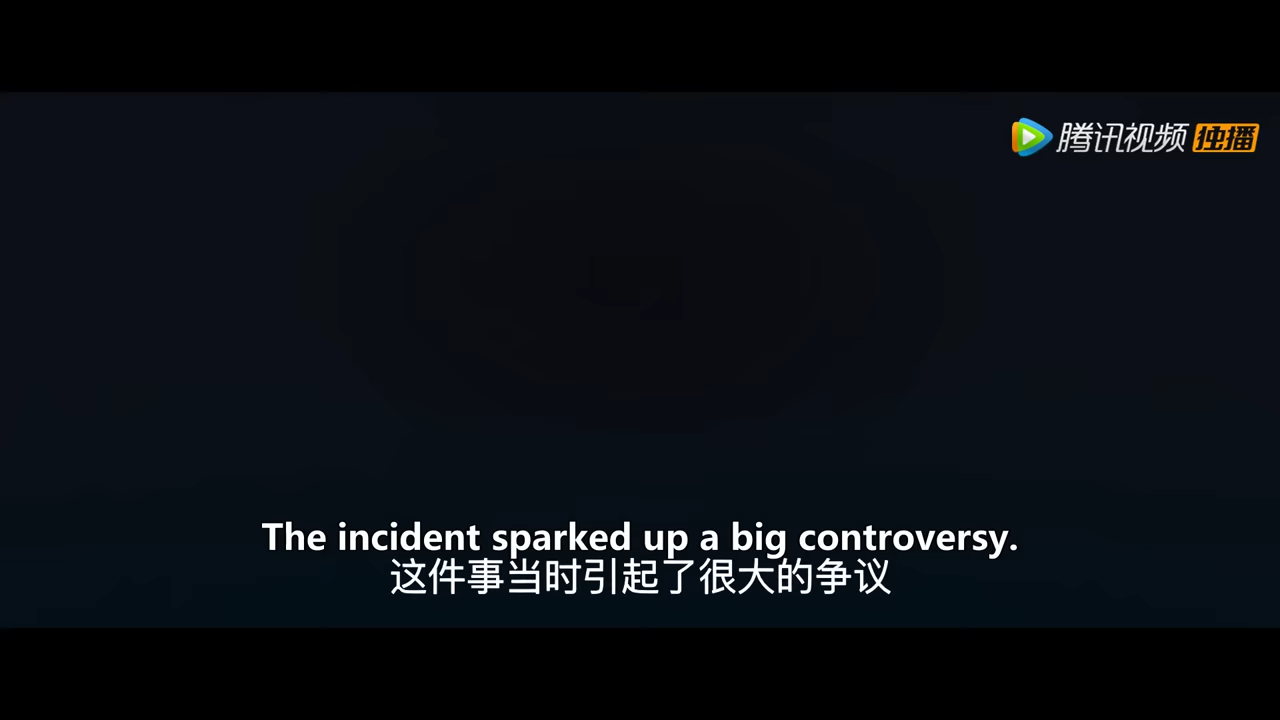 腾讯视频 独播
The incident sparked up a big controversy.
这件事当时引起了很大的争议